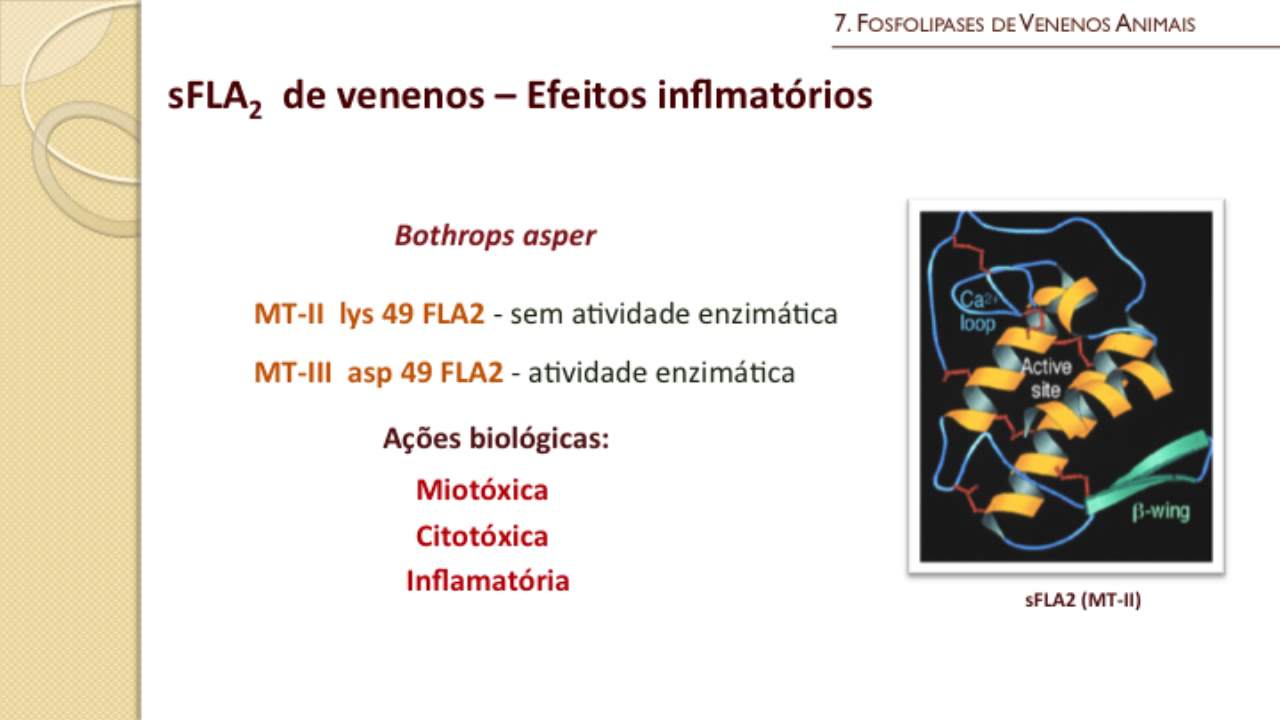 7. Fosfolipases de Venenos Animais
sFLA2 de venenos – Efeitos inflmatórios
Bothrops asper
MT-II lys 49 FLA2 - sem atividade enzimática
MT-III asp 49 FLA2 - atividade enzimática
Ações biológicas:
Miotóxica
Citotóxica
Inflamatória
Ca2+
loop
Active
site
β-wing
sFLA2 (MT-II)